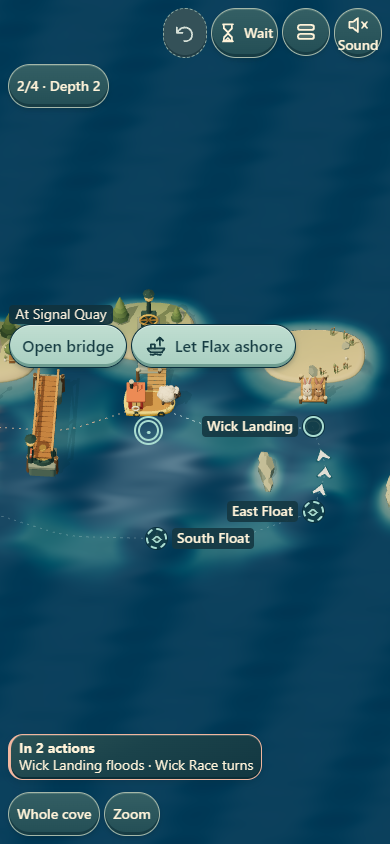 Wait
Sound
2/4 · Depth 2
At Signal Quay
Open bridge
Let Flax ashore
Wick Landing
East Float
South Float
In 2 actions
Wick Landing floods · Wick Race turns
Whole cove
Zoom